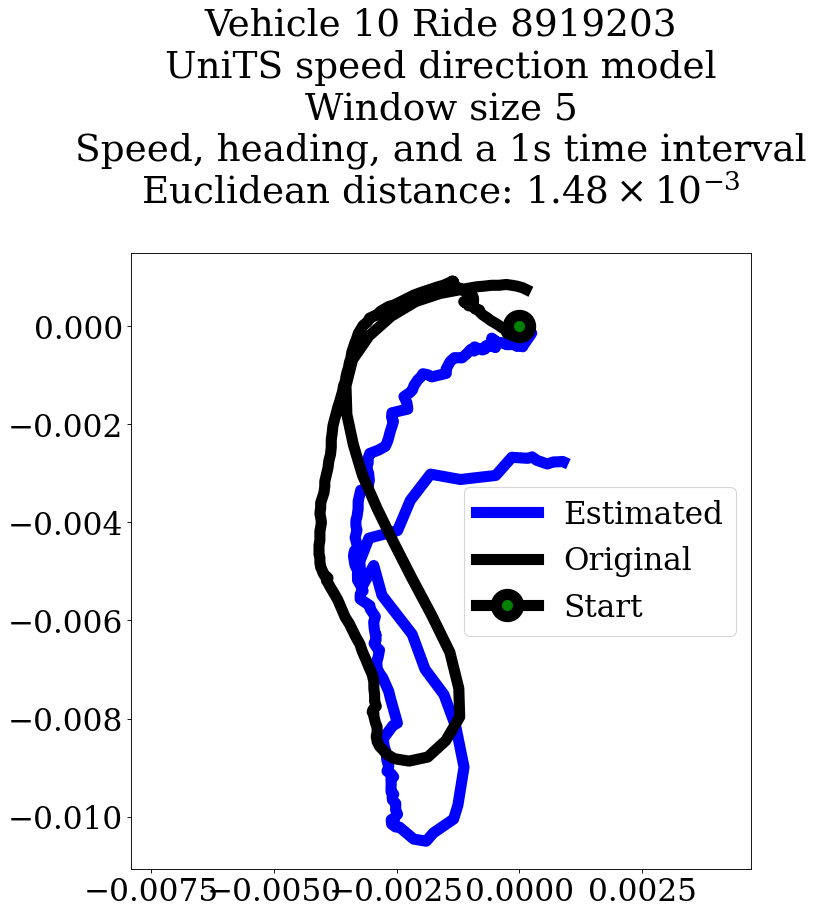 Vehicle 10 Ride 8919203
UniTS speed direction model
Window size 5
Speed, heading, and a 1s time interval
Euclidean distance: 1.48 × 10⁻³
0.000
−0.002
−0.004
−0.006
−0.008
−0.010
Estimated
Original
Start
−0.0075 −0.0050 −0.0025 0.0000 0.0025